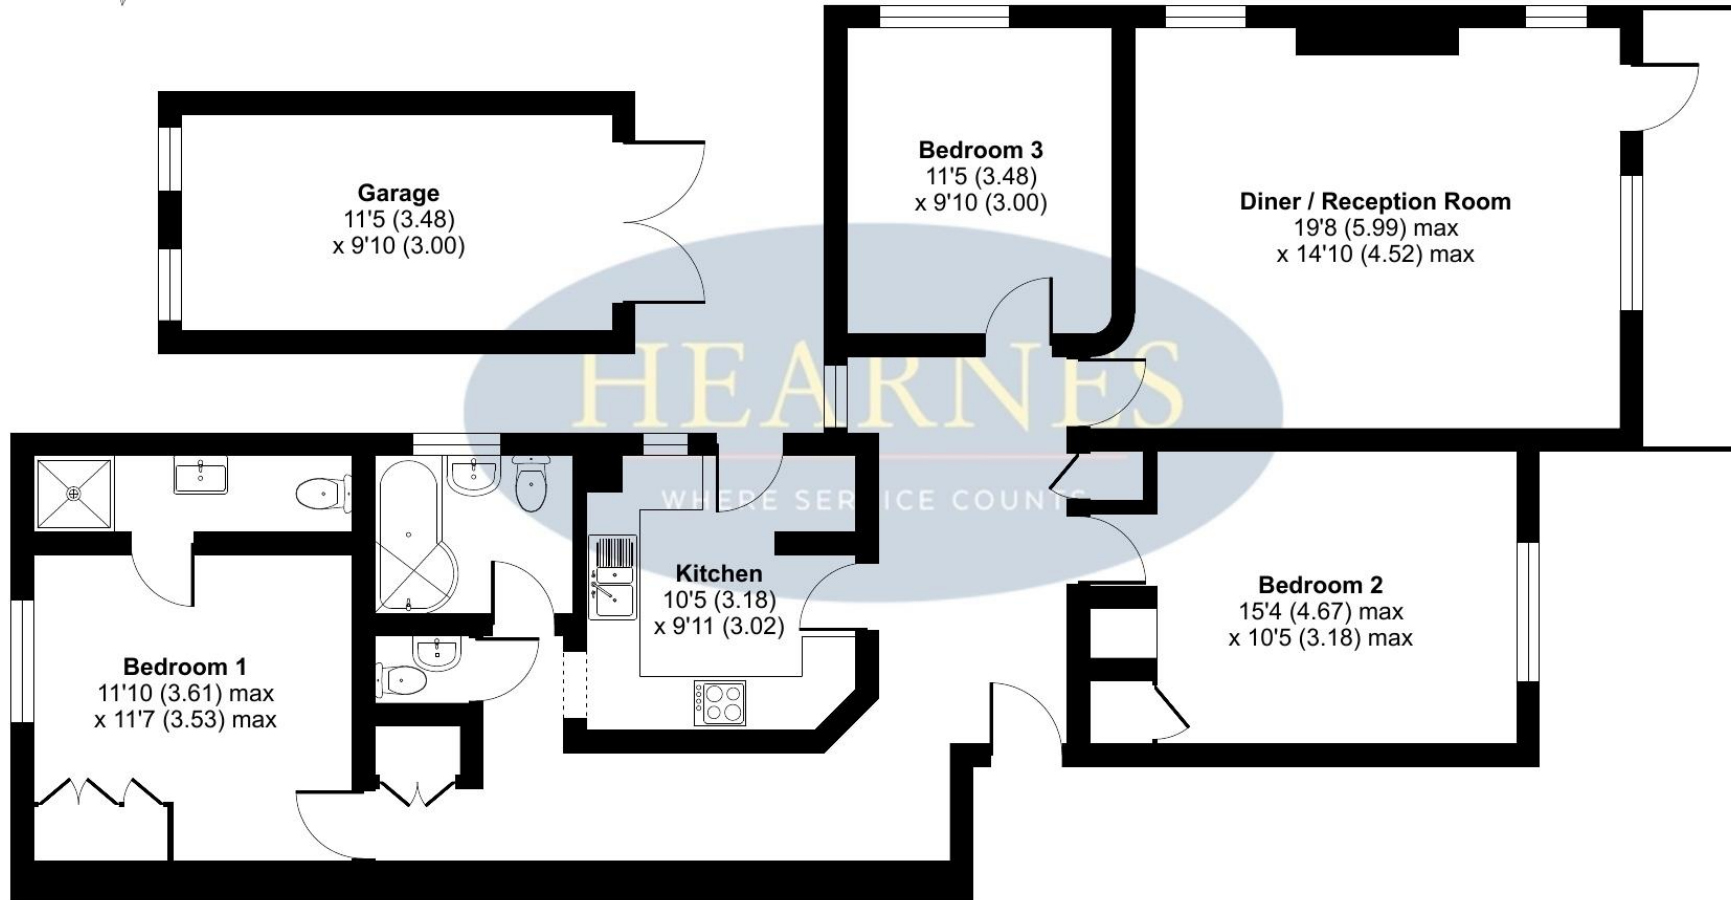 Garage
11'5 (3.48)
x 9'10 (3.00)
Bedroom 3
11'5 (3.48)
x 9'10 (3.00)
Diner / Reception Room
19'8 (5.99) max
x 14'10 (4.52) max
HEARNES
WHERE SERVICE COUNTS
Kitchen
10'5 (3.18)
x 9'11 (3.02)
Bedroom 2
15'4 (4.67) max
x 10'5 (3.18) max
Bedroom 1
11'10 (3.61) max
x 11'7 (3.53) max